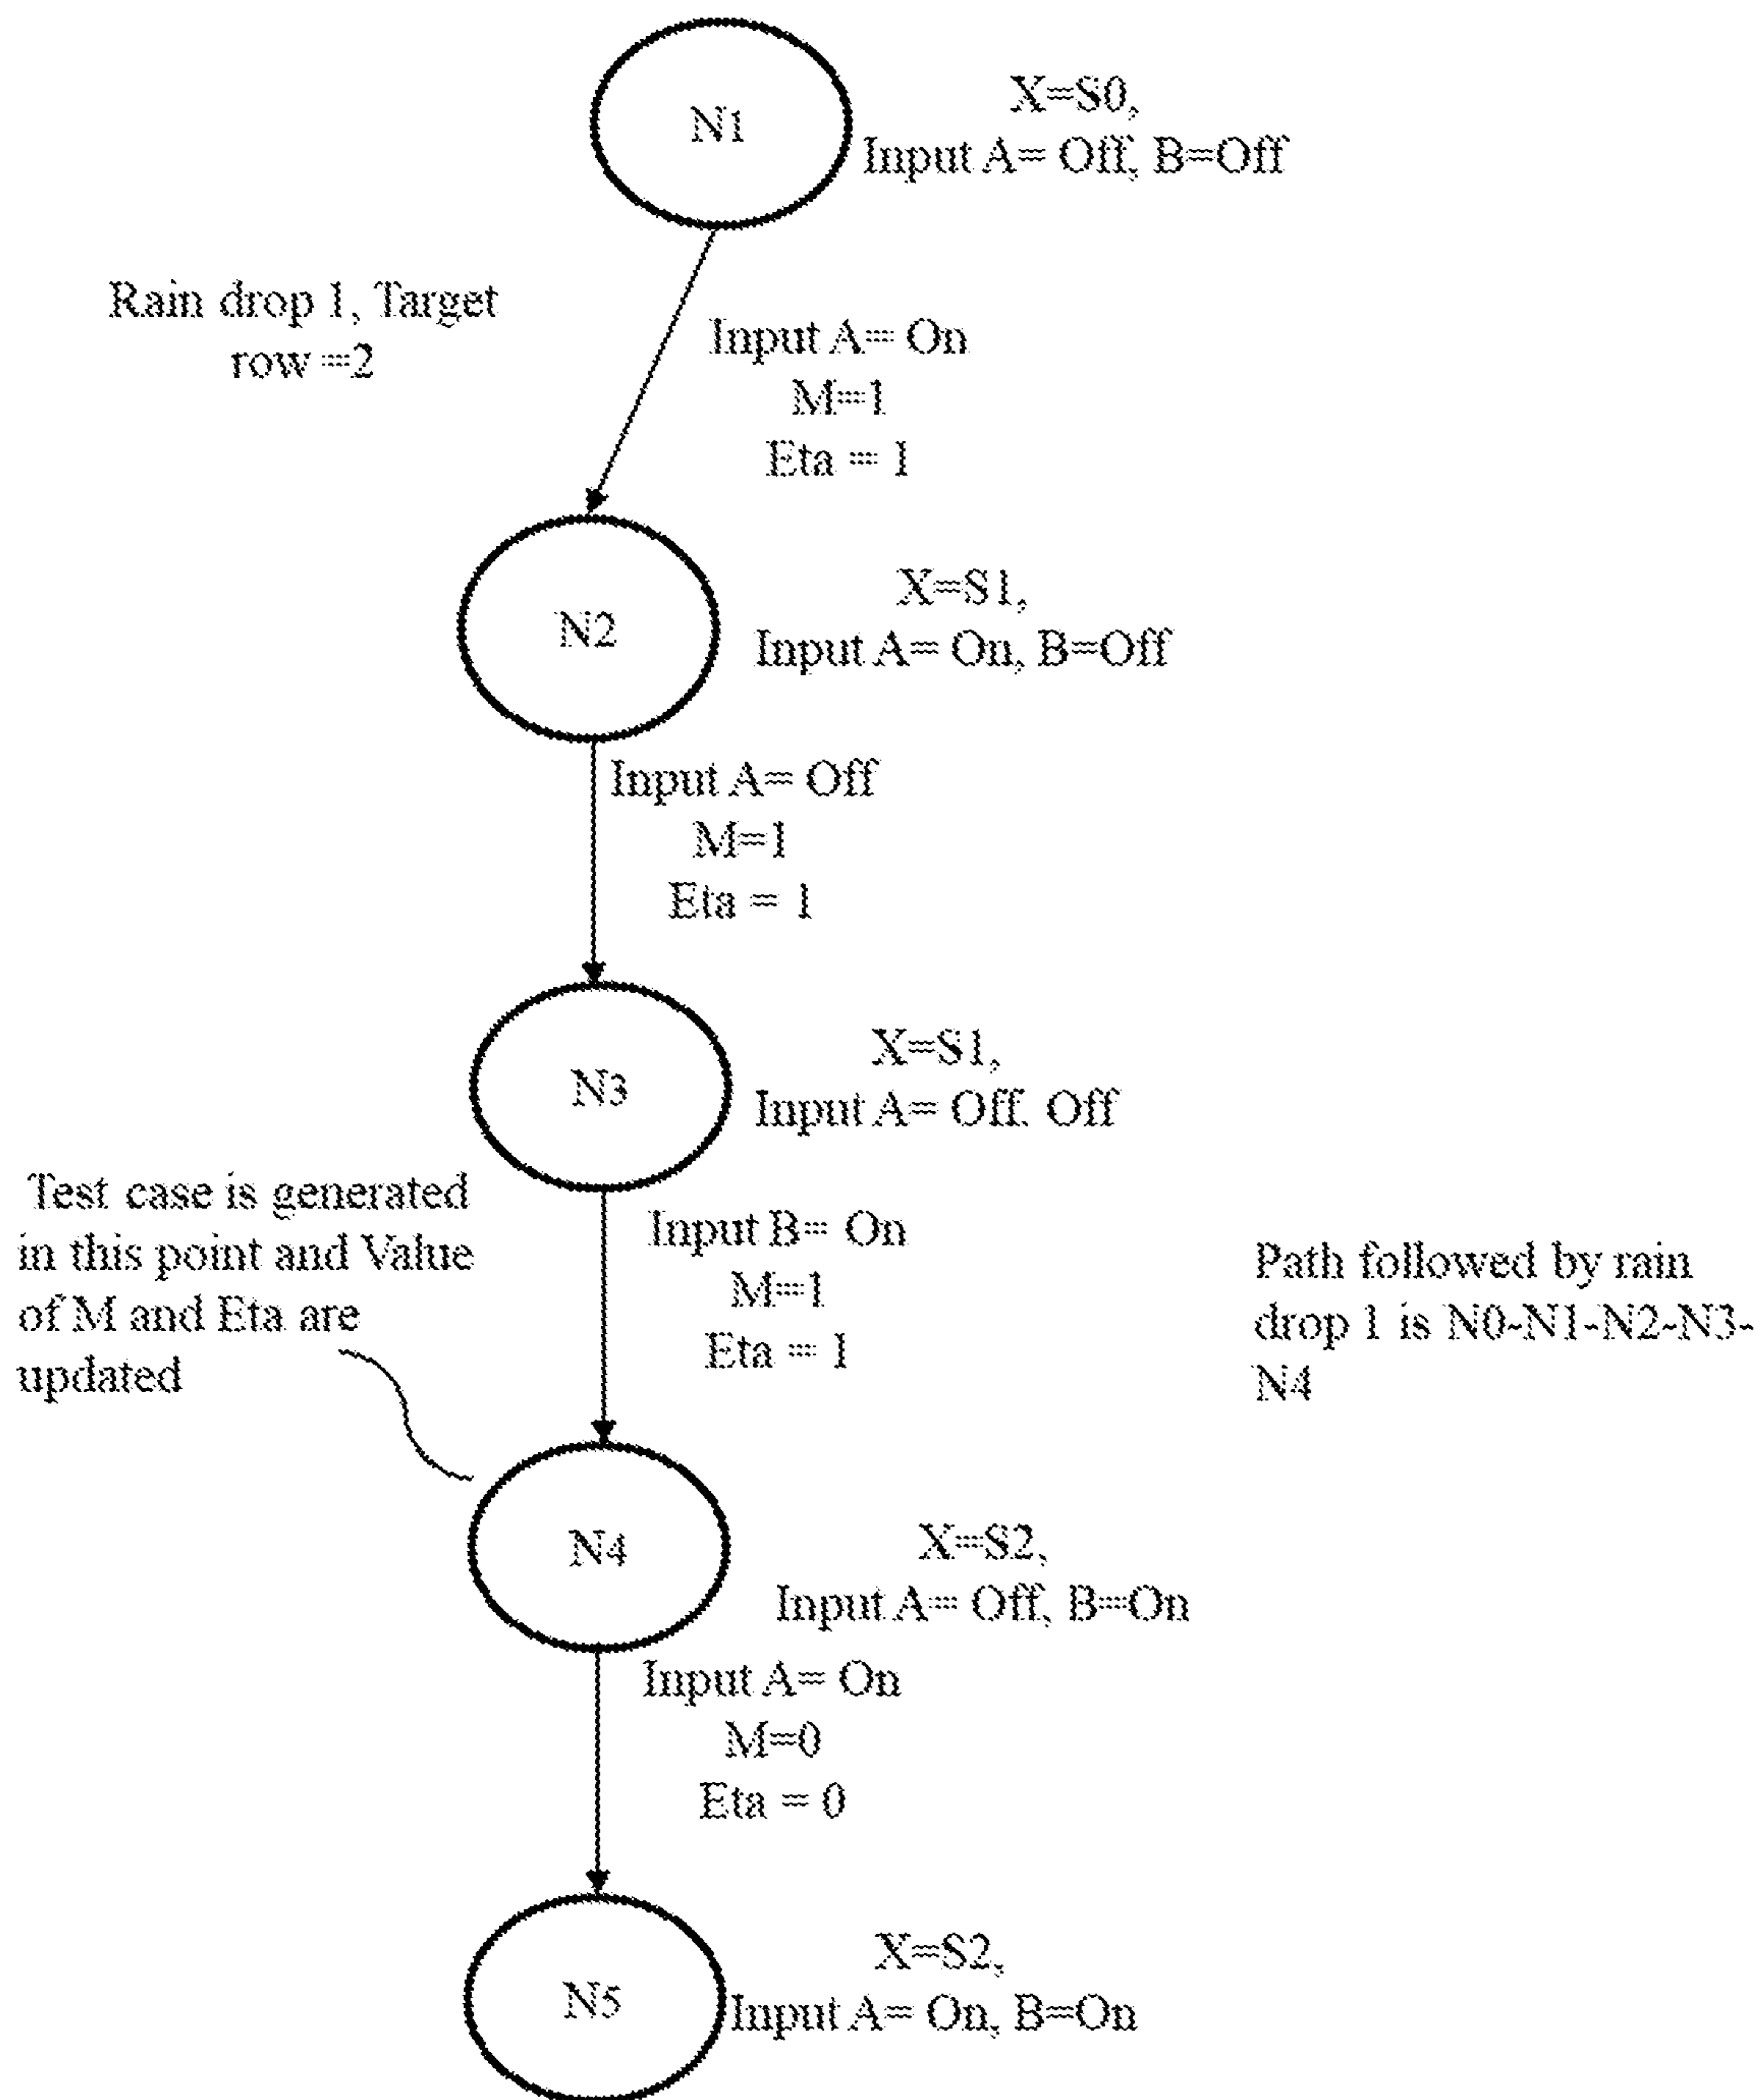 N1
X=S0,
Input A= Off, B=Off
Rain drop 1, Target
row =2
Input A= On
M=1
Eta = 1
N2
X=S1,
Input A= On, B=Off
Input A= Off
M=1
Eta = 1
N3
X=S1,
Input A= Off. Off
Test case is generated
in this point and Value
of M and Eta are
updated
Input B= On
M=1
Eta = 1
Path followed by rain
drop 1 is N0-N1-N2-N3-
N4
N4
X=S2,
Input A= Off, B=On
Input A= On
M=0
Eta = 0
N5
X=S2,
Input A= On, B=On